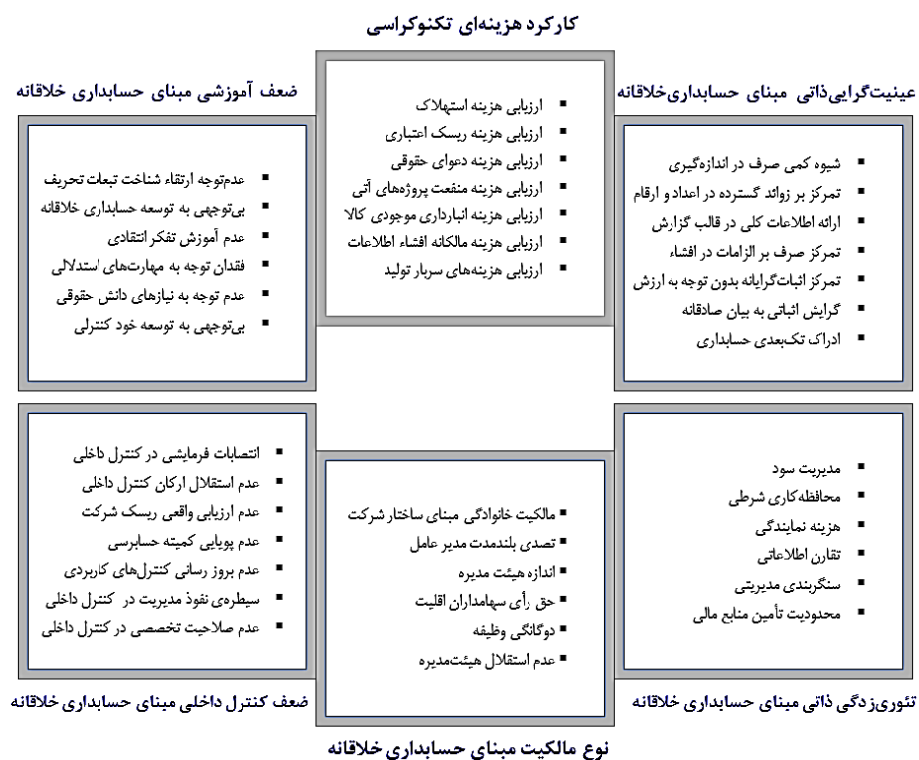 کارکرد هزینه‌ای تکنوکراسی
ارزیابی هزینه استهلاک
ارزیابی هزینه ریسک اعتباری
ارزیابی هزینه دعوای حقوقی
ارزیابی هزینه منفعت پروژه‌های آتی
ارزیابی هزینه انبارداری موجودی کالا
ارزیابی هزینه مالکانه افشاء اطلاعات
ارزیابی هزینه‌های سربار تولید
عینیت‌گرایی‌ذاتی مبنای حسابداری‌خلاقانه
شیوه کمی صرف در اندازه‌گیری
تمرکز بر زوائد گسترده در اعداد و ارقام
ارائه اطلاعات کلی در قالب گزارش
تمرکز صرف بر الزامات در افشاء
تمرکز اثبات‌گرایانه بدون توجه به ارزش
گرایش اثباتی به بیان صادقانه
ادراک تک‌بعدی حسابداری
ضعف آموزشی مبنای حسابداری خلاقانه
عدم‌توجه ارتقاء شناخت تبعات تحریف
بی‌توجهی به توسعه حسابداری خلاقانه
عدم آموزش تفکر انتقادی
فقدان توجه به مهارت‌های استدلالی
عدم توجه به نیازهای دانش حقوقی
بی‌توجهی به توسعه خود کنترلی
مدیریت سود
محافظه‌کاری شرطی
هزینه نمایندگی
تقارن اطلاعاتی
سنگربندی مدیریتی
محدودیت تأمین منابع مالی
تئوری‌زدگی ذاتی مبنای حسابداری خلاقانه
مالکیت خانوادگی مبنای ساختار شرکت
تصدی بلندمدت مدیر عامل
اندازه هیئت مدیره
حق رأی سهامداران اقلیت
دوگانگی وظیفه
عدم استقلال هیئت‌مدیره
نوع مالکیت مبنای حسابداری خلاقانه
انتصابات فرمایشی در کنترل داخلی
عدم استقلال ارکان کنترل داخلی
عدم ارزیابی واقعی ریسک شرکت
عدم پویایی کمیته حسابرسی
عدم بروز رسانی کنترل‌های کاربردی
سیطره‌ی نفوذ مدیریت در کنترل داخلی
عدم صلاحیت تخصصی در کنترل داخلی
ضعف کنترل داخلی مبنای حسابداری خلاقانه